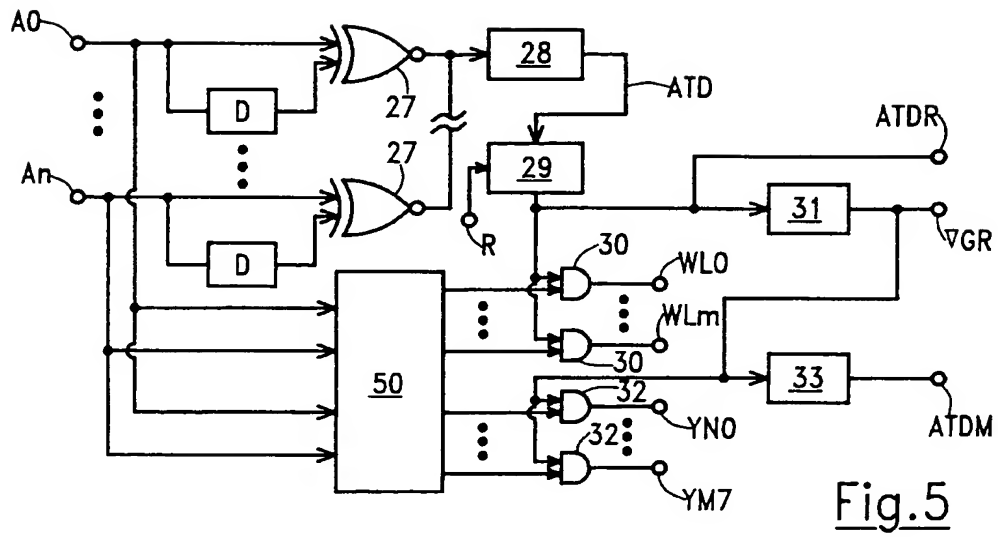 A0
27
28
ATD
D
ATDR
An
27
29
31
R
∇GR
D
30
WL0
WLm
30
50
32
33
YN0
ATDM
32
YM7
Fig.5